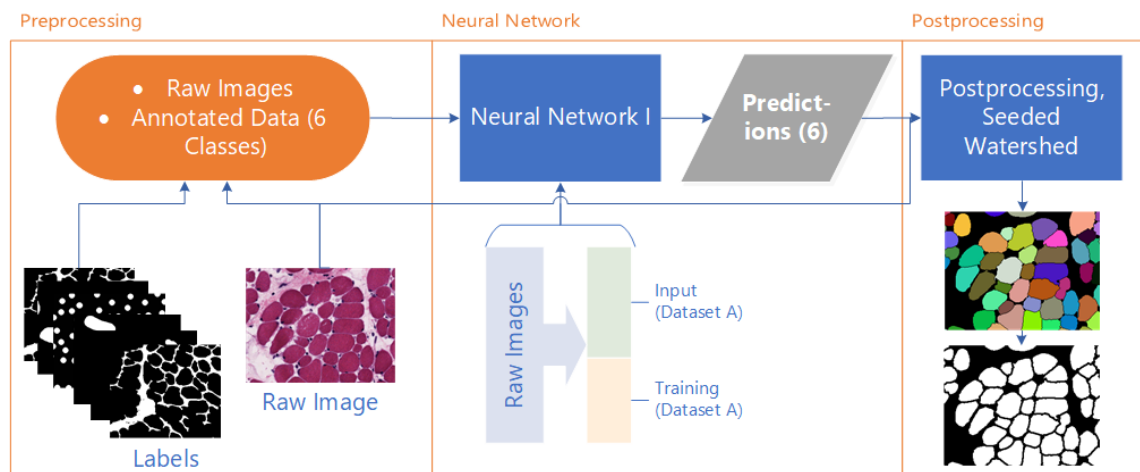 Preprocessing
Neural Network
Postprocessing
• Raw Images
• Annotated Data (6
Classes)
Neural Network I
Predict-
ions (6)
Postprocessing,
Seeded
Watershed
Labels
Raw Image
Raw Images
Input
(Dataset A)
Training
(Dataset A)